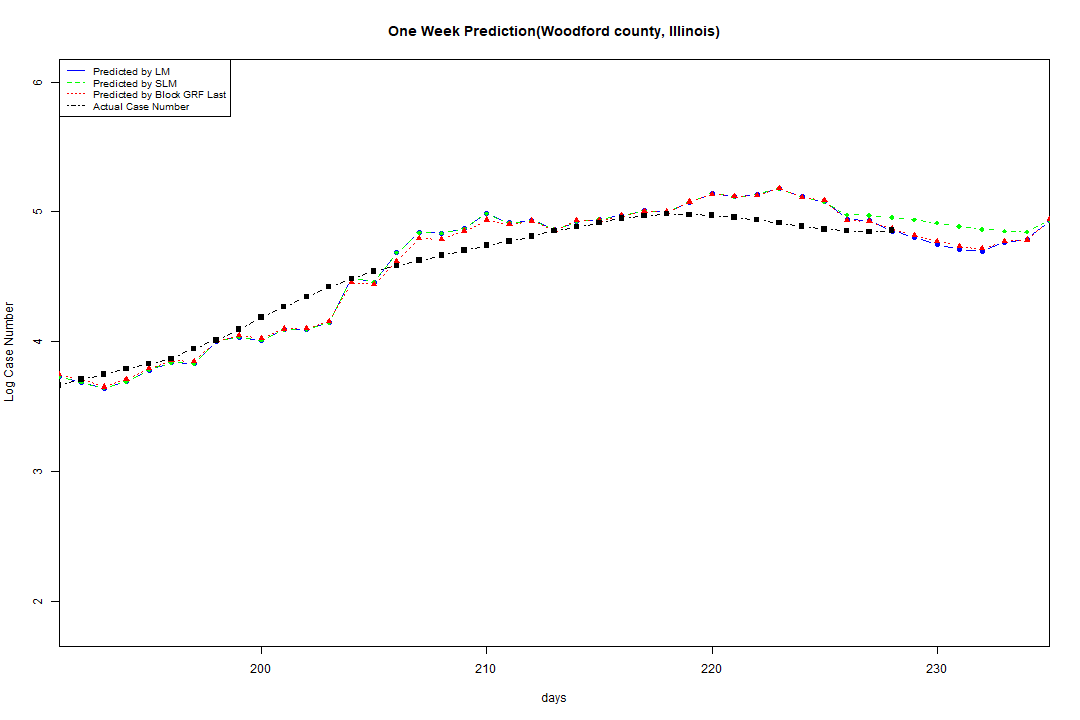 One Week Prediction(Woodford county, Illinois)
Predicted by LM
Predicted by SLM
Predicted by Block GRF Last
Actual Case Number
6
5
4
3
2
Log Case Number
200
210
220
230
days